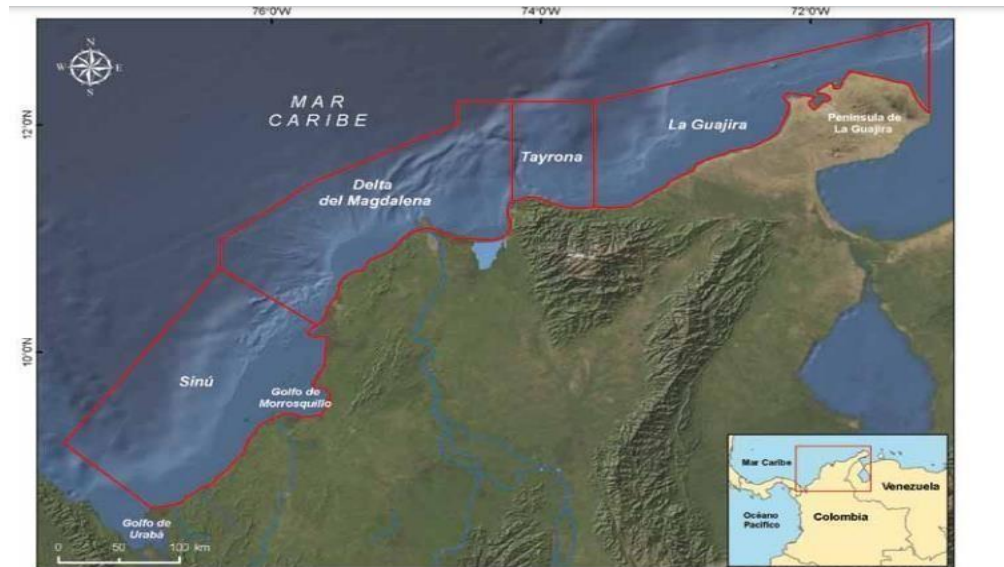 76°0'W
74°0'W
72°0'W
12°0'N
10°0'N
N
W
E
S
MAR
CARIBE
La Guajira
Península de
La Guajira
Tayrona
Delta
del Magdalena
Sinú
Golfo de
Morrosquillo
Golfo de
Urabá
0 50 100 km
Mar Caribe
Venezuela
Océano
Pacífico
Colombia